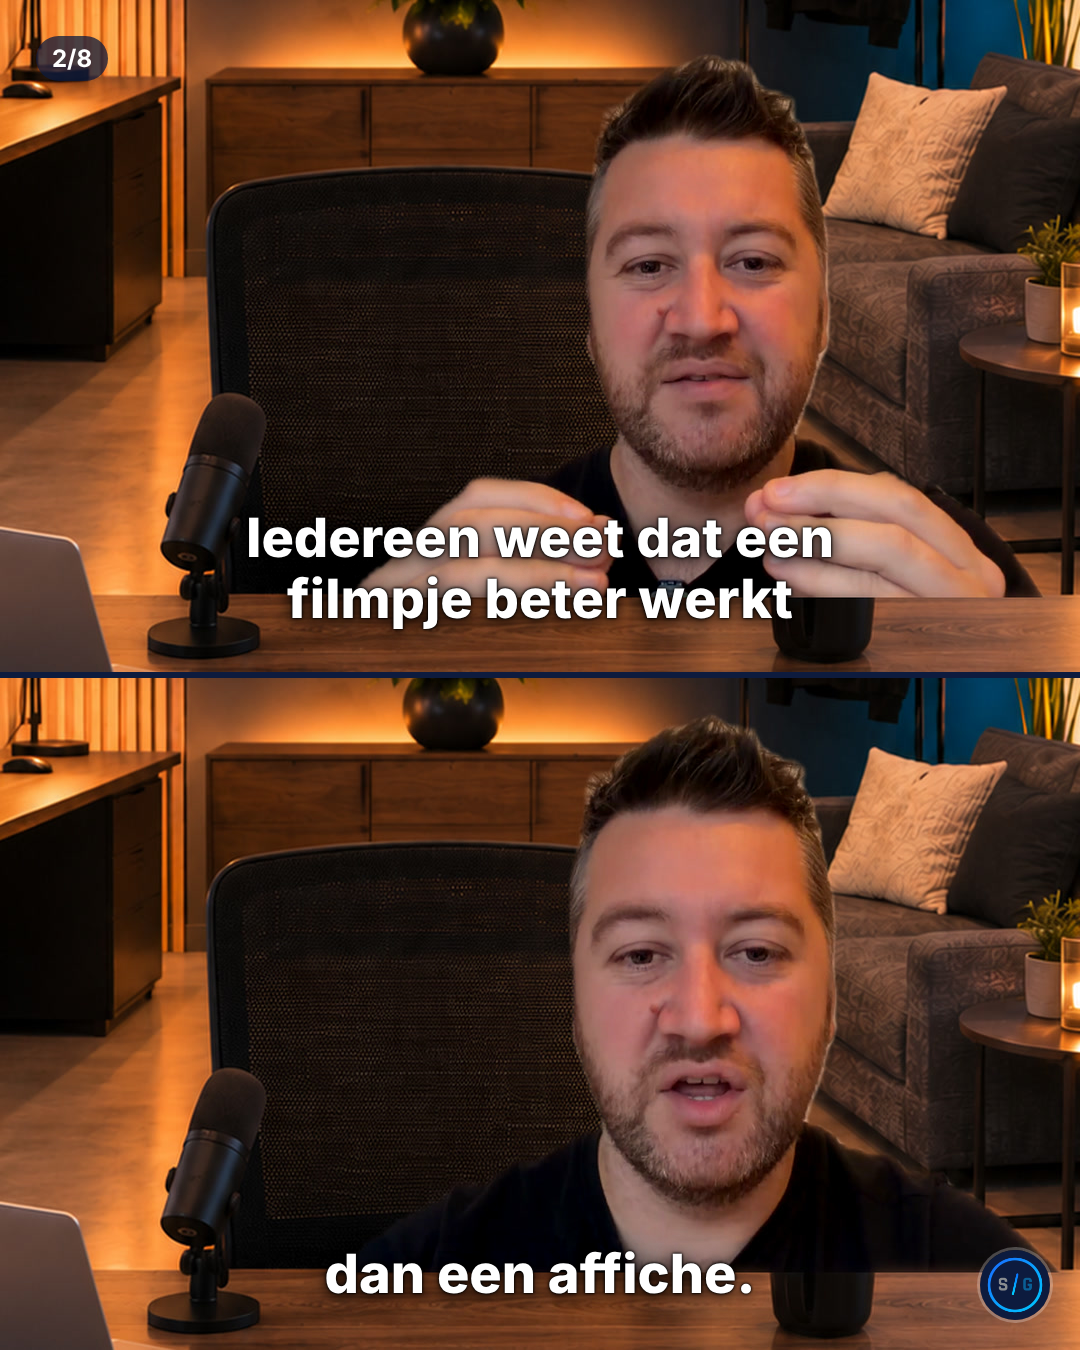 2/8
Iedereen weet dat een
filmpje beter werkt
dan een affiche.
S/G